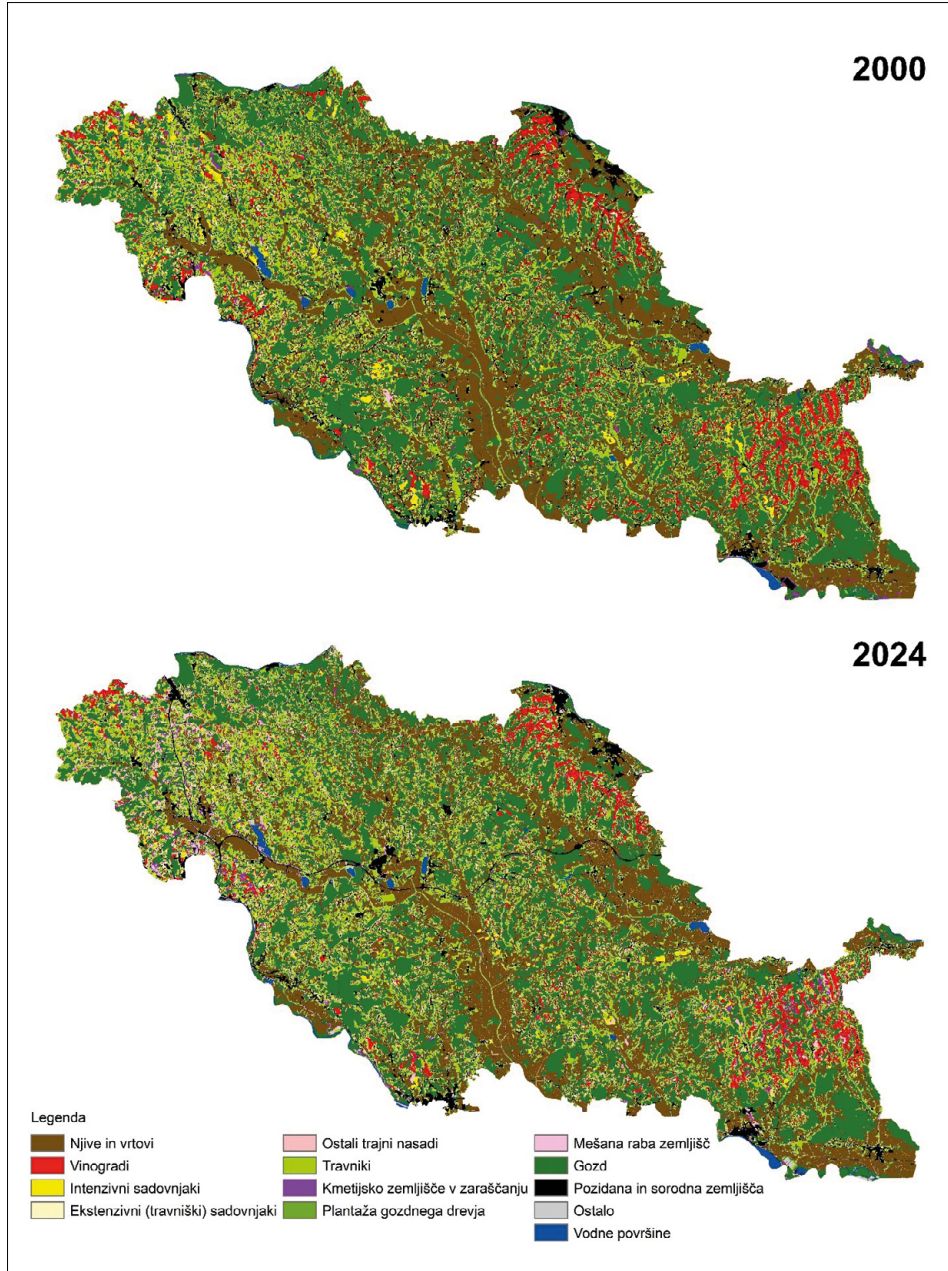 2000
2024
Legenda
Njive in vrtovi
Vinogradi
Intenzivni sadovnjaki
Ekstenzivni (travniški) sadovnjaki
Ostali trajni nasadi
Travniki
Kmetijsko zemljišče v zaraščanju
Plantaža gozdnega drevja
Mešana raba zemljišč
Gozd
Pozidana in sorodna zemljišča
Ostalo
Vodne površine